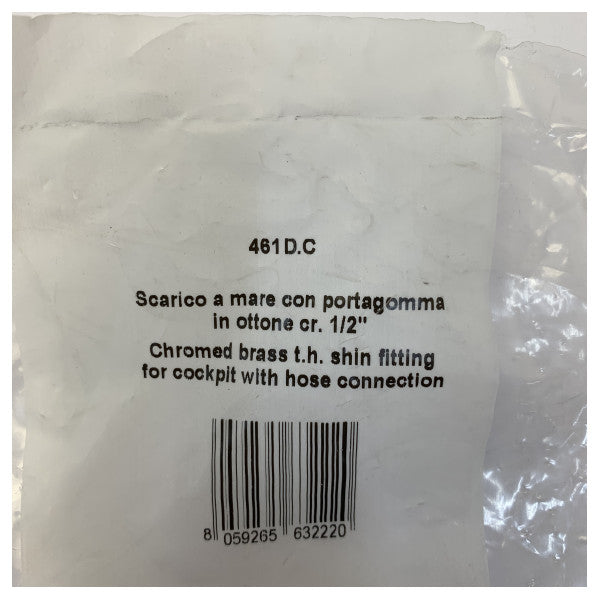 461D.C
Scarico a mare con portagomma
in ottone cr. 1/2"
Chromed brass t.h. shin fitting
for cockpit with hose connection
8 059265 632220